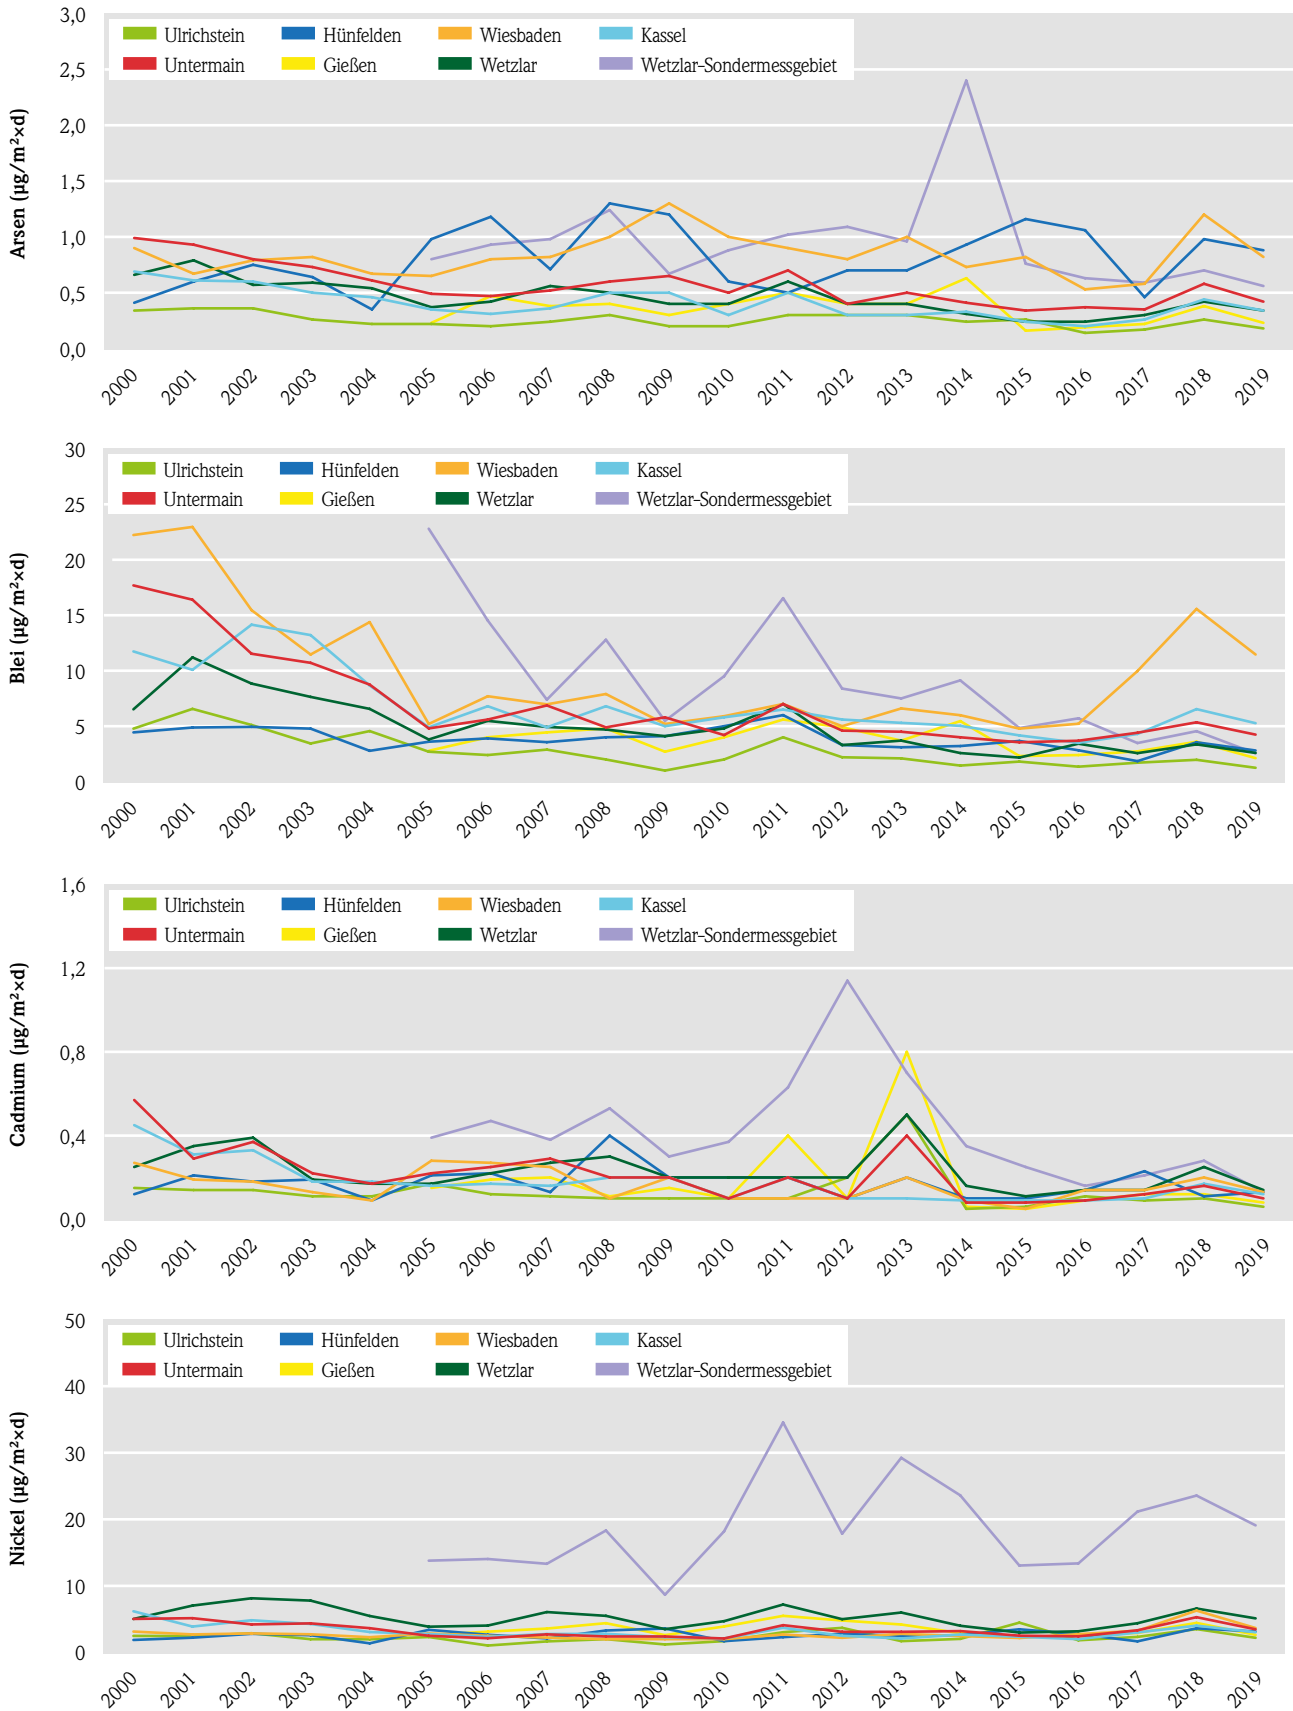 3,0
Ulrichstein Hünfelden Wiesbaden Kassel
Untermain Gießen Wetzlar Wetzlar-Sondermessgebiet
2,5
2,0
1,5
1,0
0,5
0,0
Arsen (µg/m²×d)
2000 2001 2002 2003 2004 2005 2006 2007 2008 2009 2010 2011 2012 2013 2014 2015 2016 2017 2018 2019
30
Ulrichstein Hünfelden Wiesbaden Kassel
Untermain Gießen Wetzlar Wetzlar-Sondermessgebiet
25
20
15
10
5
0
Blei (µg/m²×d)
2000 2001 2002 2003 2004 2005 2006 2007 2008 2009 2010 2011 2012 2013 2014 2015 2016 2017 2018 2019
1,6
Ulrichstein Hünfelden Wiesbaden Kassel
Untermain Gießen Wetzlar Wetzlar-Sondermessgebiet
1,2
0,8
0,4
0,0
Cadmium (µg/m²×d)
2000 2001 2002 2003 2004 2005 2006 2007 2008 2009 2010 2011 2012 2013 2014 2015 2016 2017 2018 2019
50
Ulrichstein Hünfelden Wiesbaden Kassel
Untermain Gießen Wetzlar Wetzlar-Sondermessgebiet
40
30
20
10
0
Nickel (µg/m²×d)
2000 2001 2002 2003 2004 2005 2006 2007 2008 2009 2010 2011 2012 2013 2014 2015 2016 2017 2018 2019